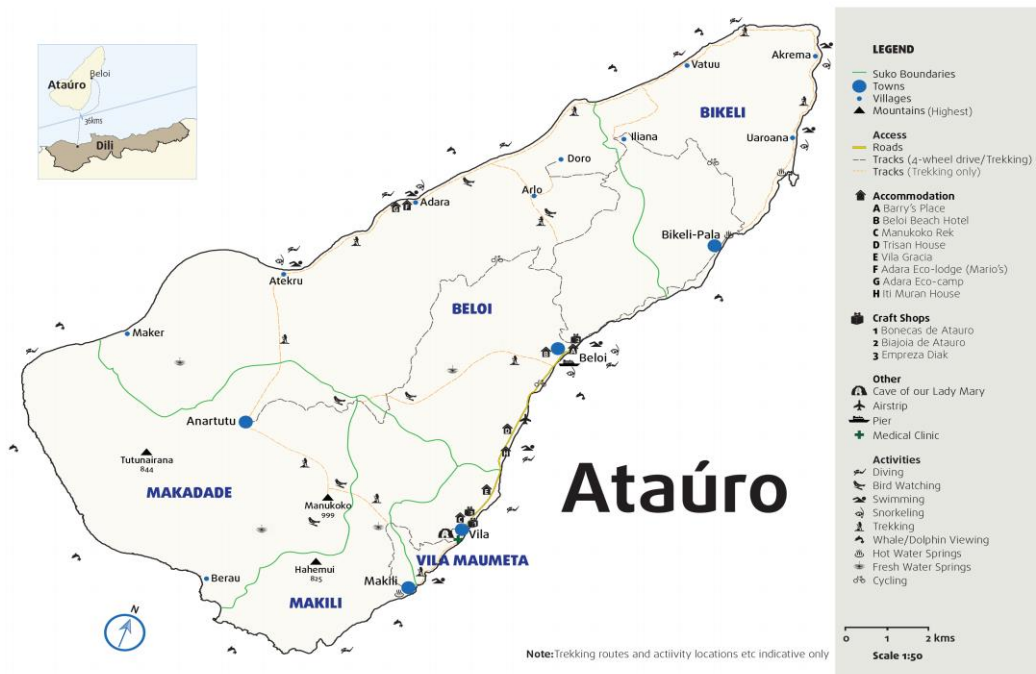 Beloi
Ataúro
36kms
Dili
Akrema
Vatuu
BIKELI
Iliana
Uaroana
Doro
Arlo
Adara
G F
Bikeli-Pala
Atekru
BELOI
Maker
Beloi
Anartutu
D
H
Tutunairana
844
Ataúro
MAKADADE
Manukoko
999
E
C
Vila
VILA MAUMETA
Hahemui
825
Berau
Makili
MAKILI
N
Note:Trekking routes and actiivity locations etc indicative only
LEGEND
Suko Boundaries
Towns
Villages
Mountains (Highest)
Access
Roads
Tracks (4-wheel drive/Trekking)
Tracks (Trekking only)
Accommodation
A Barry's Place
B Beloi Beach Hotel
C Manukoko Rek
D Trisan House
E Vila Gracia
F Adara Eco-lodge (Mario's)
G Adara Eco-camp
H Iti Muran House
Craft Shops
1 Bonecas de Atauro
2 Biajoia de Atauro
3 Empreza Diak
Other
Cave of our Lady Mary
Airstrip
Pier
Medical Clinic
Activities
Diving
Bird Watching
Swimming
Snorkeling
Trekking
Whale/Dolphin Viewing
Hot Water Springs
Fresh Water Springs
Cycling
0 1 2 kms
Scale 1:50